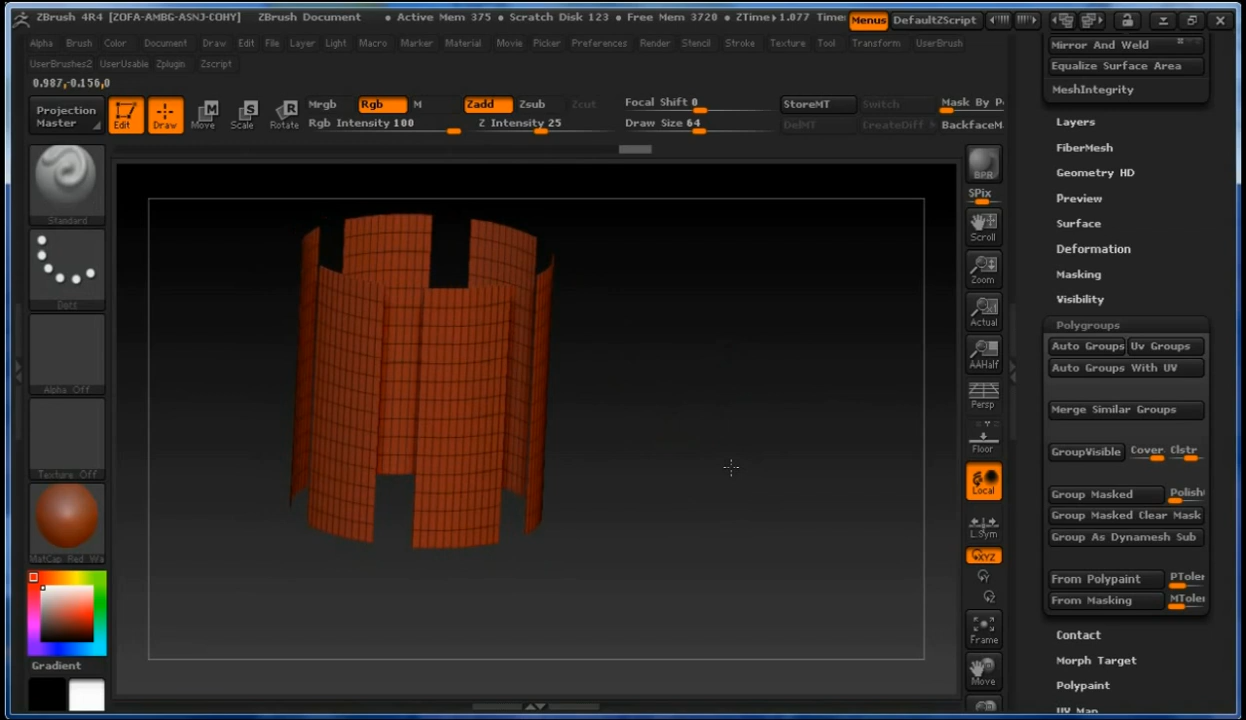 ZBrush 4R4 [ZOFA-AMBG-ASNJ-COHY] ZBrush Document • Active Mem 375 • Scratch Disk 123 • Free Mem 3720 • ZTime▸1.077 Time: Menus DefaultZScript
Alpha Brush Color Document Draw Edit File Layer Light Macro Marker Material Movie Picker Preferences Render Stencil Stroke Texture Tool Transform UserBrush
UserBrushes2 UserUsable Zplugin Zscript
0.987,-0.156,0
Projection Master
Edit Draw Move Scale Rotate
Mrgb Rgb M Zadd Zsub Zcut
Rgb Intensity 100 Z Intensity 25
Focal Shift 0
Draw Size 64
StoreMT Switch Mask By P
DelMT CreateDiff BackfaceM
Standard
Dots
Alpha Off
Texture Off
MatCap Red Wa
Gradient
BPR
SPix
Scroll
Zoom
Actual
AAHalf
Persp
Floor
Local
L.Sym
XYZ
Y
Z
Frame
Move
Mirror And Weld
Equalize Surface Area
MeshIntegrity
Layers
FiberMesh
Geometry HD
Preview
Surface
Deformation
Masking
Visibility
Polygroups
Auto Groups Uv Groups
Auto Groups With UV
Merge Similar Groups
GroupVisible Cover Clstr
Group Masked Polish
Group Masked Clear Mask
Group As Dynamesh Sub
From Polypaint PToler
From Masking MToler
Contact
Morph Target
Polypaint
UV Map